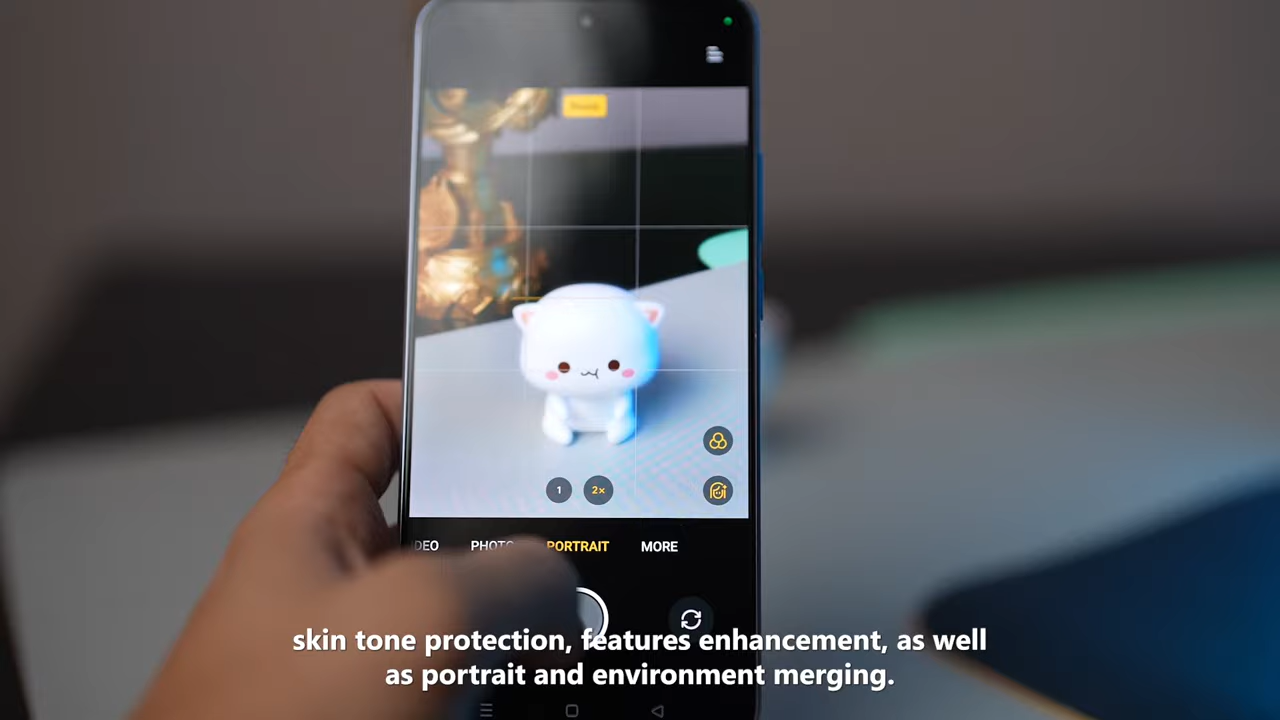 1
2×
DEO
PHOTO
PORTRAIT
MORE
skin tone protection, features enhancement, as well
as portrait and environment merging.